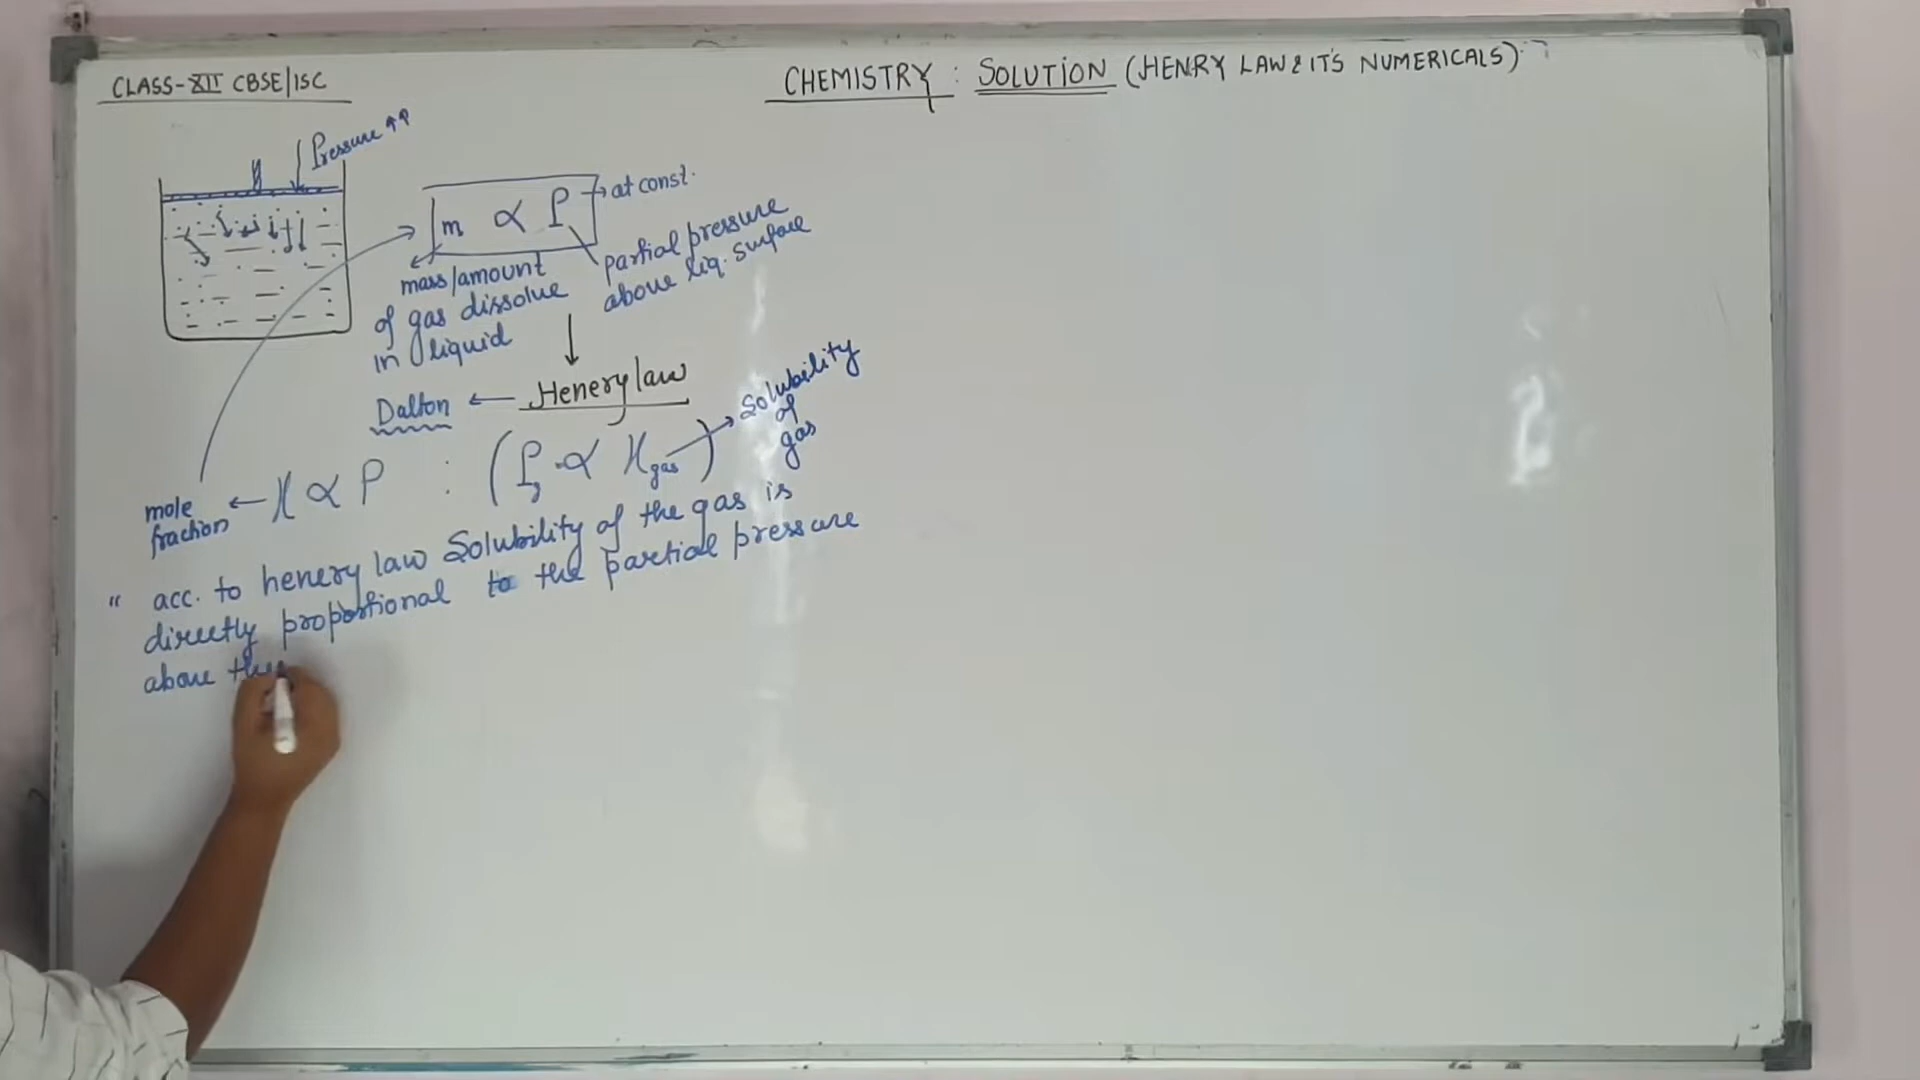 CLASS-XII CBSE/ISC
CHEMISTRY : SOLUTION (HENRY LAW & IT'S NUMERICALS)
Pressure ↑↑
m ∝ P → at const.
mass/amount
of gas dissolve
in liquid
partial pressure
above liq. surface
Dalton ← Henery law
mole
fraction ← X ∝ P : (Pg ∝ Xgas) → Solubility
of
gas
" acc. to henery law Solubility of the gas is
directly proportional to the partial pressure
above the